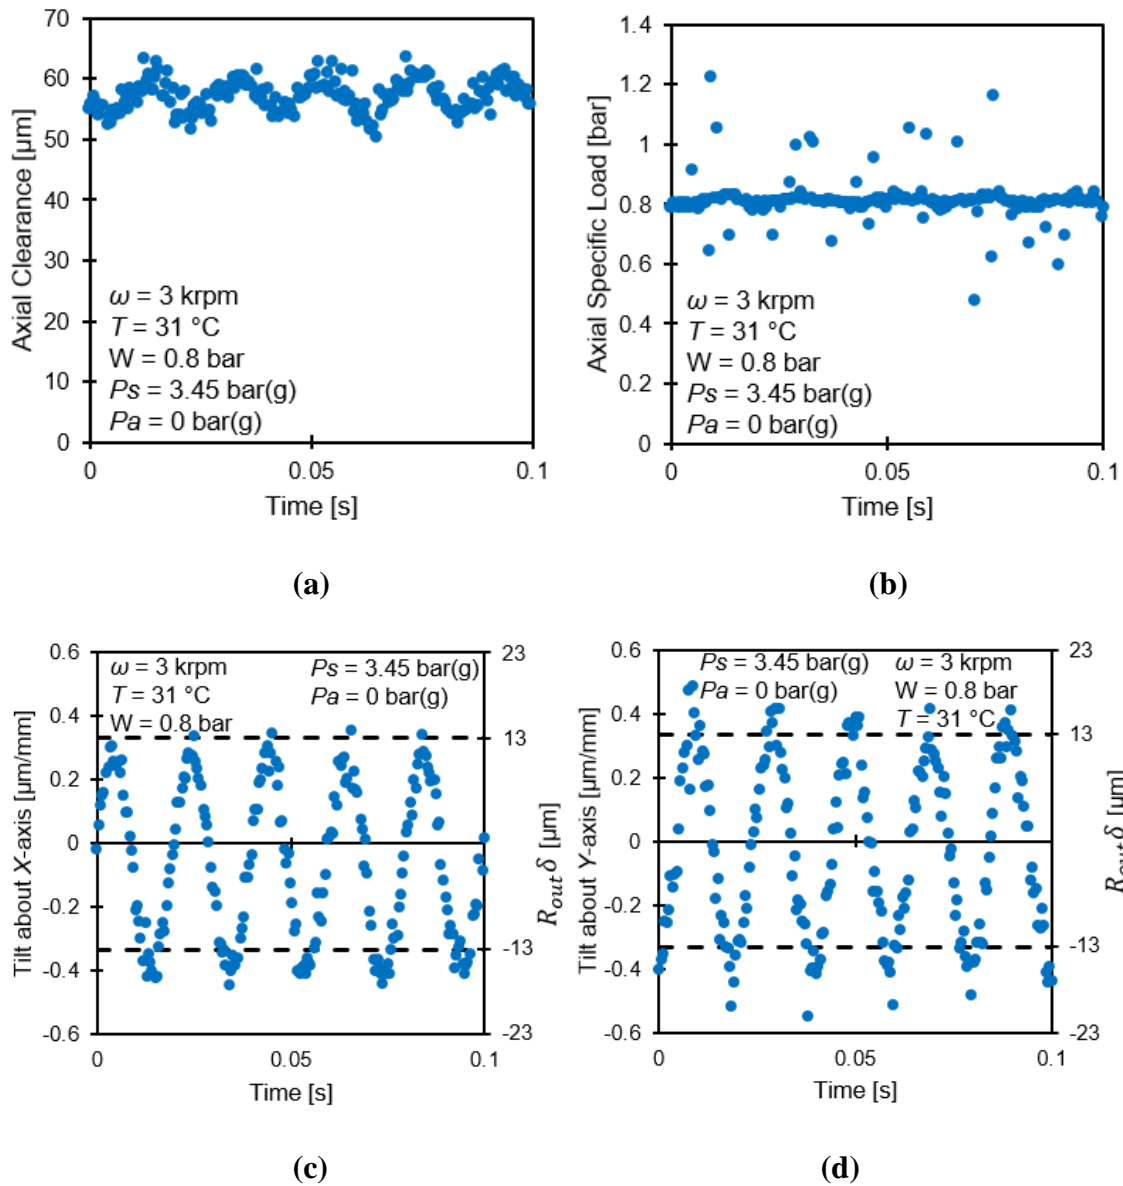 70
60
50
40
30
20
10
0
Axial Clearance [µm]
ω = 3 krpm
T = 31 °C
W = 0.8 bar
Ps = 3.45 bar(g)
Pa = 0 bar(g)
0
0.05
0.1
Time [s]
(a)
1.4
1.2
1
0.8
0.6
0.4
0.2
0
Axial Specific Load [bar]
ω = 3 krpm
T = 31 °C
W = 0.8 bar
Ps = 3.45 bar(g)
Pa = 0 bar(g)
0
0.05
0.1
Time [s]
(b)
0.6
0.4
0.2
0
-0.2
-0.4
-0.6
Tilt about X-axis [µm/mm]
ω = 3 krpm
T = 31 °C
W = 0.8 bar
Ps = 3.45 bar(g)
Pa = 0 bar(g)
23
13
-13
-23
R_out δ [µm]
0
0.05
0.1
Time [s]
(c)
0.6
0.4
0.2
0
-0.2
-0.4
-0.6
Tilt about Y-axis [µm/mm]
Ps = 3.45 bar(g)
Pa = 0 bar(g)
ω = 3 krpm
W = 0.8 bar
T = 31 °C
23
13
-13
-23
R_out δ [µm]
0
0.05
0.1
Time [s]
(d)